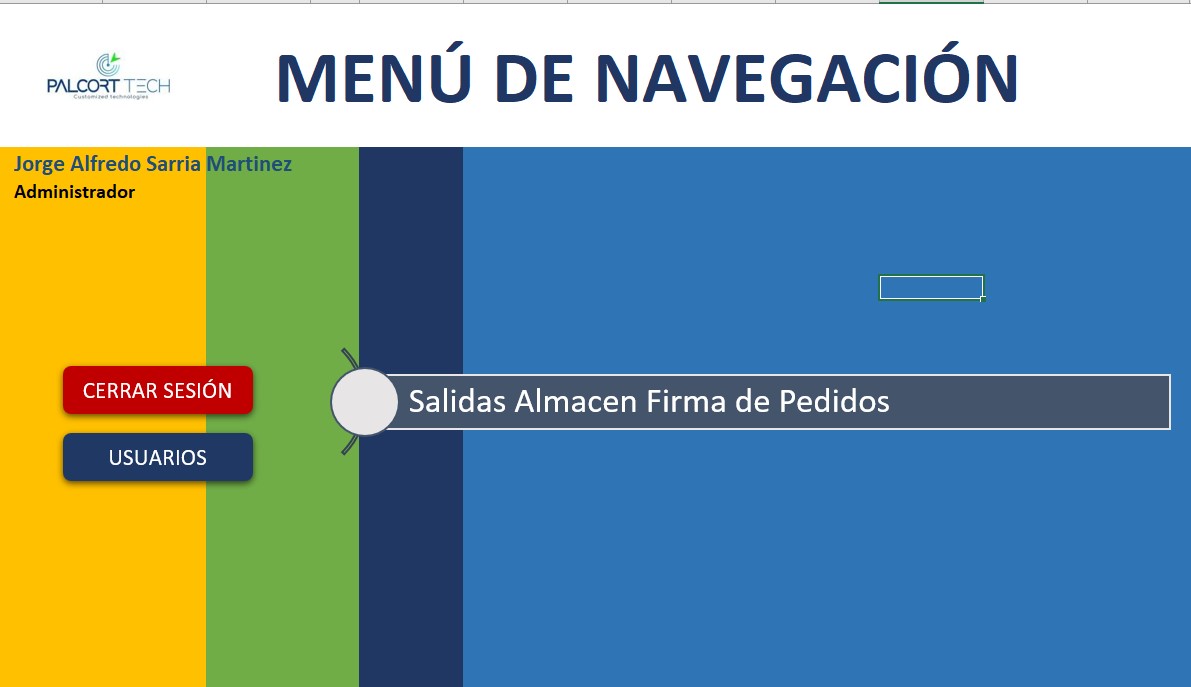 PALCORT TECH
Customized technologies
MENÚ DE NAVEGACIÓN
Jorge Alfredo Sarria Martinez
Administrador
CERRAR SESIÓN
USUARIOS
Salidas Almacen Firma de Pedidos